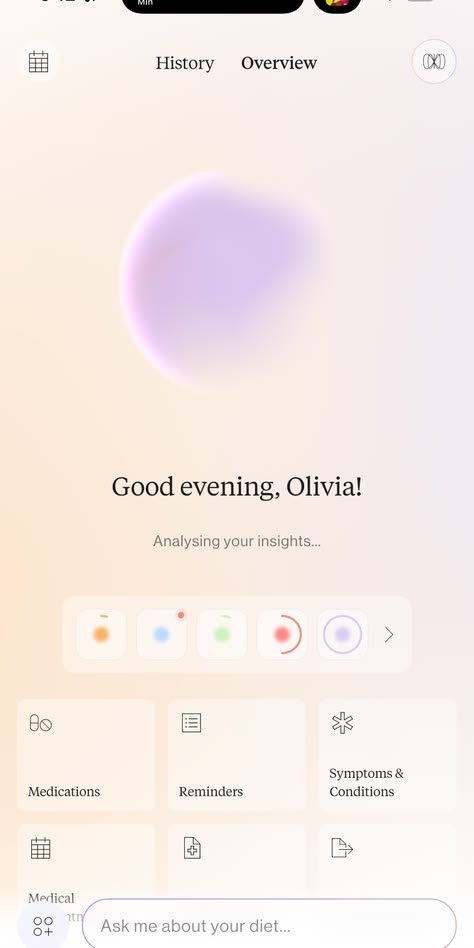 Min
History Overview
Good evening, Olivia!
Analysing your insights...
Medications
Reminders
Symptoms &
Conditions
Medical
Ask me about your diet...